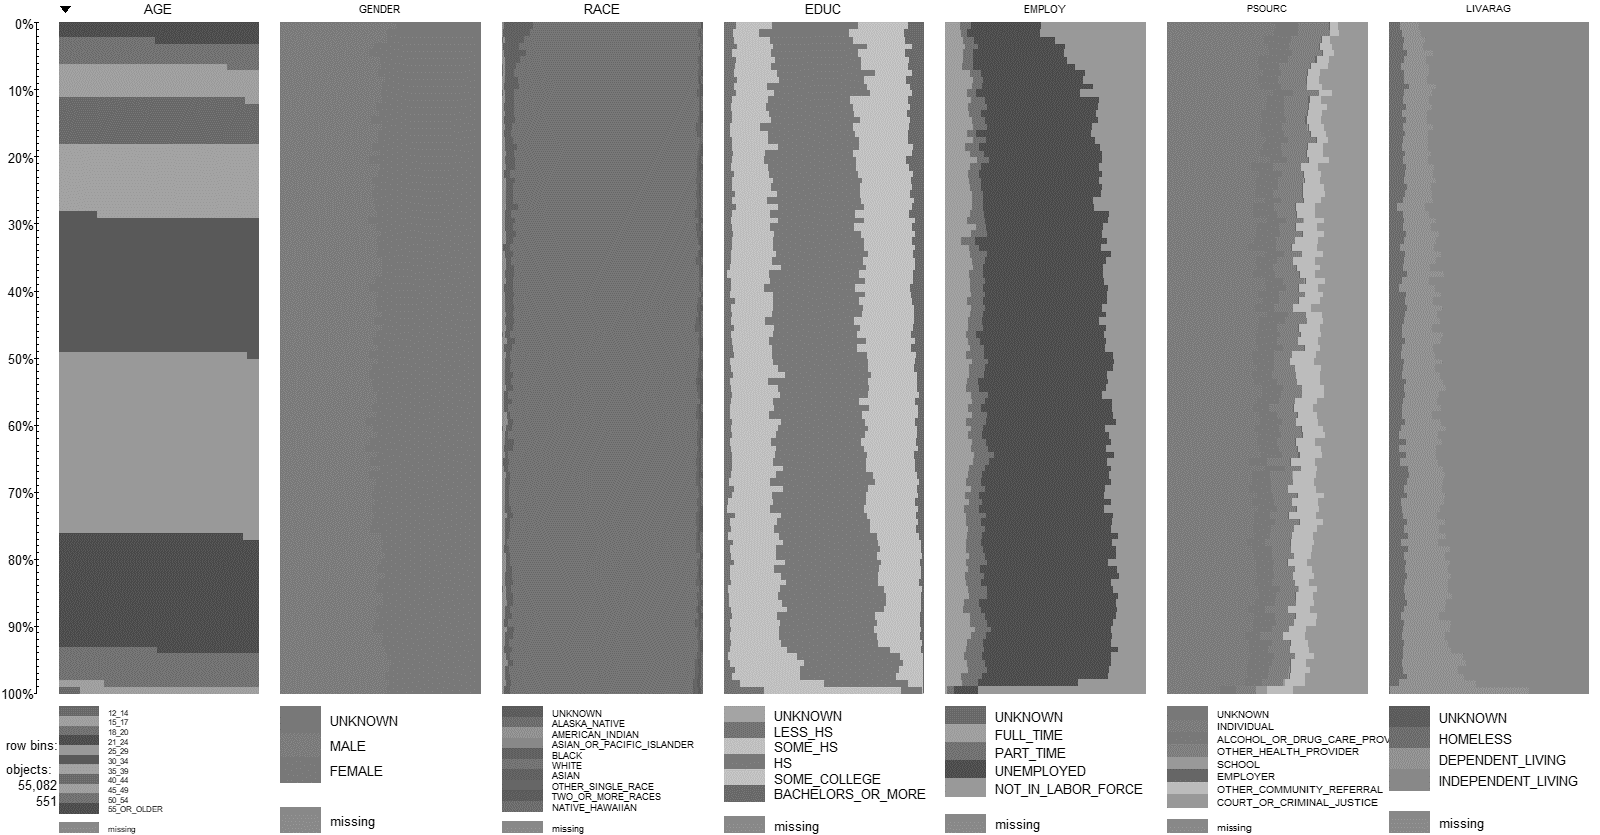 AGE GENDER RACE EDUC EMPLOY PSOURC LIVARAG
0%
10%
20%
30%
40%
50%
60%
70%
80%
90%
100%
row bins:
objects:
55,082
551
12_14
15_17
18_20
21_24
25_29
30_34
35_39
40_44
45_49
50_54
55_OR_OLDER
missing
UNKNOWN
MALE
FEMALE
missing
UNKNOWN
ALASKA_NATIVE
AMERICAN_INDIAN
ASIAN_OR_PACIFIC_ISLANDER
BLACK
WHITE
ASIAN
OTHER_SINGLE_RACE
TWO_OR_MORE_RACES
NATIVE_HAWAIIAN
missing
UNKNOWN
LESS_HS
SOME_HS
HS
SOME_COLLEGE
BACHELORS_OR_MORE
missing
UNKNOWN
FULL_TIME
PART_TIME
UNEMPLOYED
NOT_IN_LABOR_FORCE
missing
UNKNOWN
INDIVIDUAL
ALCOHOL_OR_DRUG_CARE_PROV
OTHER_HEALTH_PROVIDER
SCHOOL
EMPLOYER
OTHER_COMMUNITY_REFERRAL
COURT_OR_CRIMINAL_JUSTICE
missing
UNKNOWN
HOMELESS
DEPENDENT_LIVING
INDEPENDENT_LIVING
missing